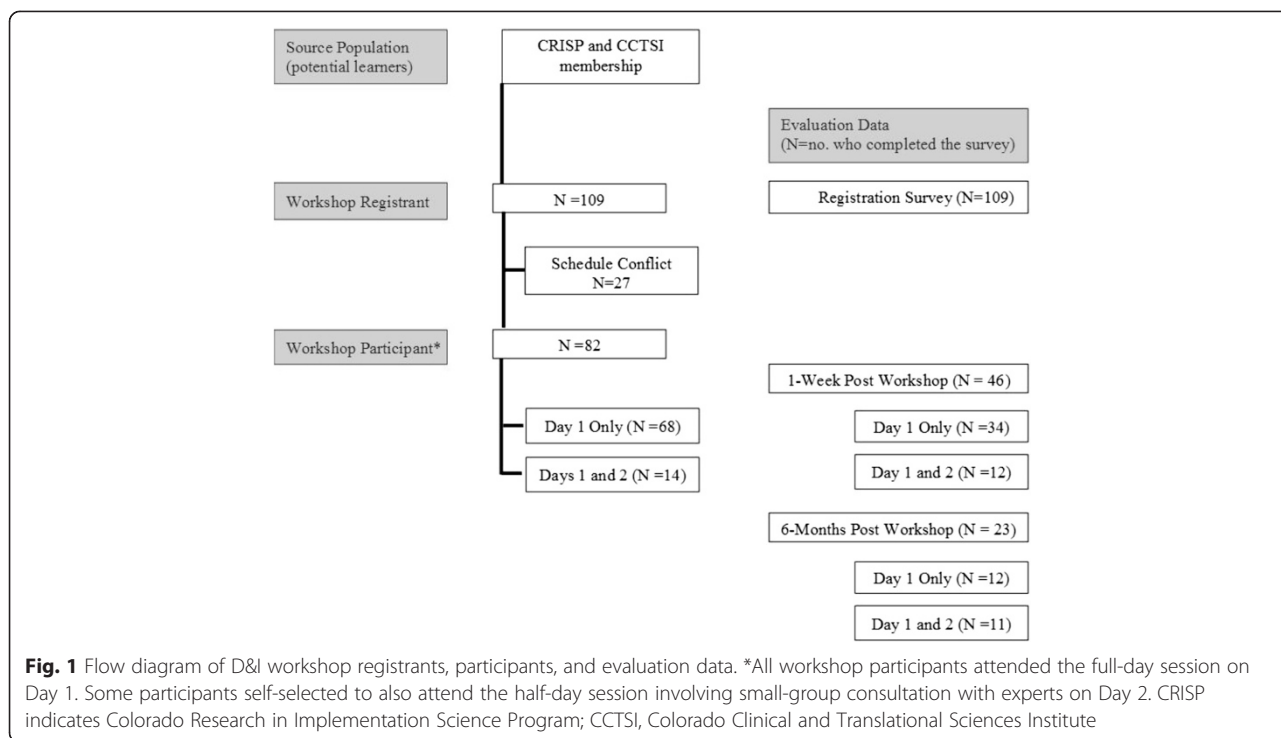 Source Population
(potential learners)
CRISP and CCTSI
membership
Evaluation Data
(N=no. who completed the survey)
Workshop Registrant
N =109
Registration Survey (N=109)
Schedule Conflict
N=27
Workshop Participant*
N =82
1-Week Post Workshop (N = 46)
Day 1 Only (N =68)
Day 1 Only (N =34)
Days 1 and 2 (N =14)
Day 1 and 2 (N =12)
6-Months Post Workshop (N = 23)
Day 1 Only (N =12)
Day 1 and 2 (N =11)
Fig. 1 Flow diagram of D&I workshop registrants, participants, and evaluation data. *All workshop participants attended the full-day session on
Day 1. Some participants self-selected to also attend the half-day session involving small-group consultation with experts on Day 2. CRISP
indicates Colorado Research in Implementation Science Program; CCTSI, Colorado Clinical and Translational Sciences Institute